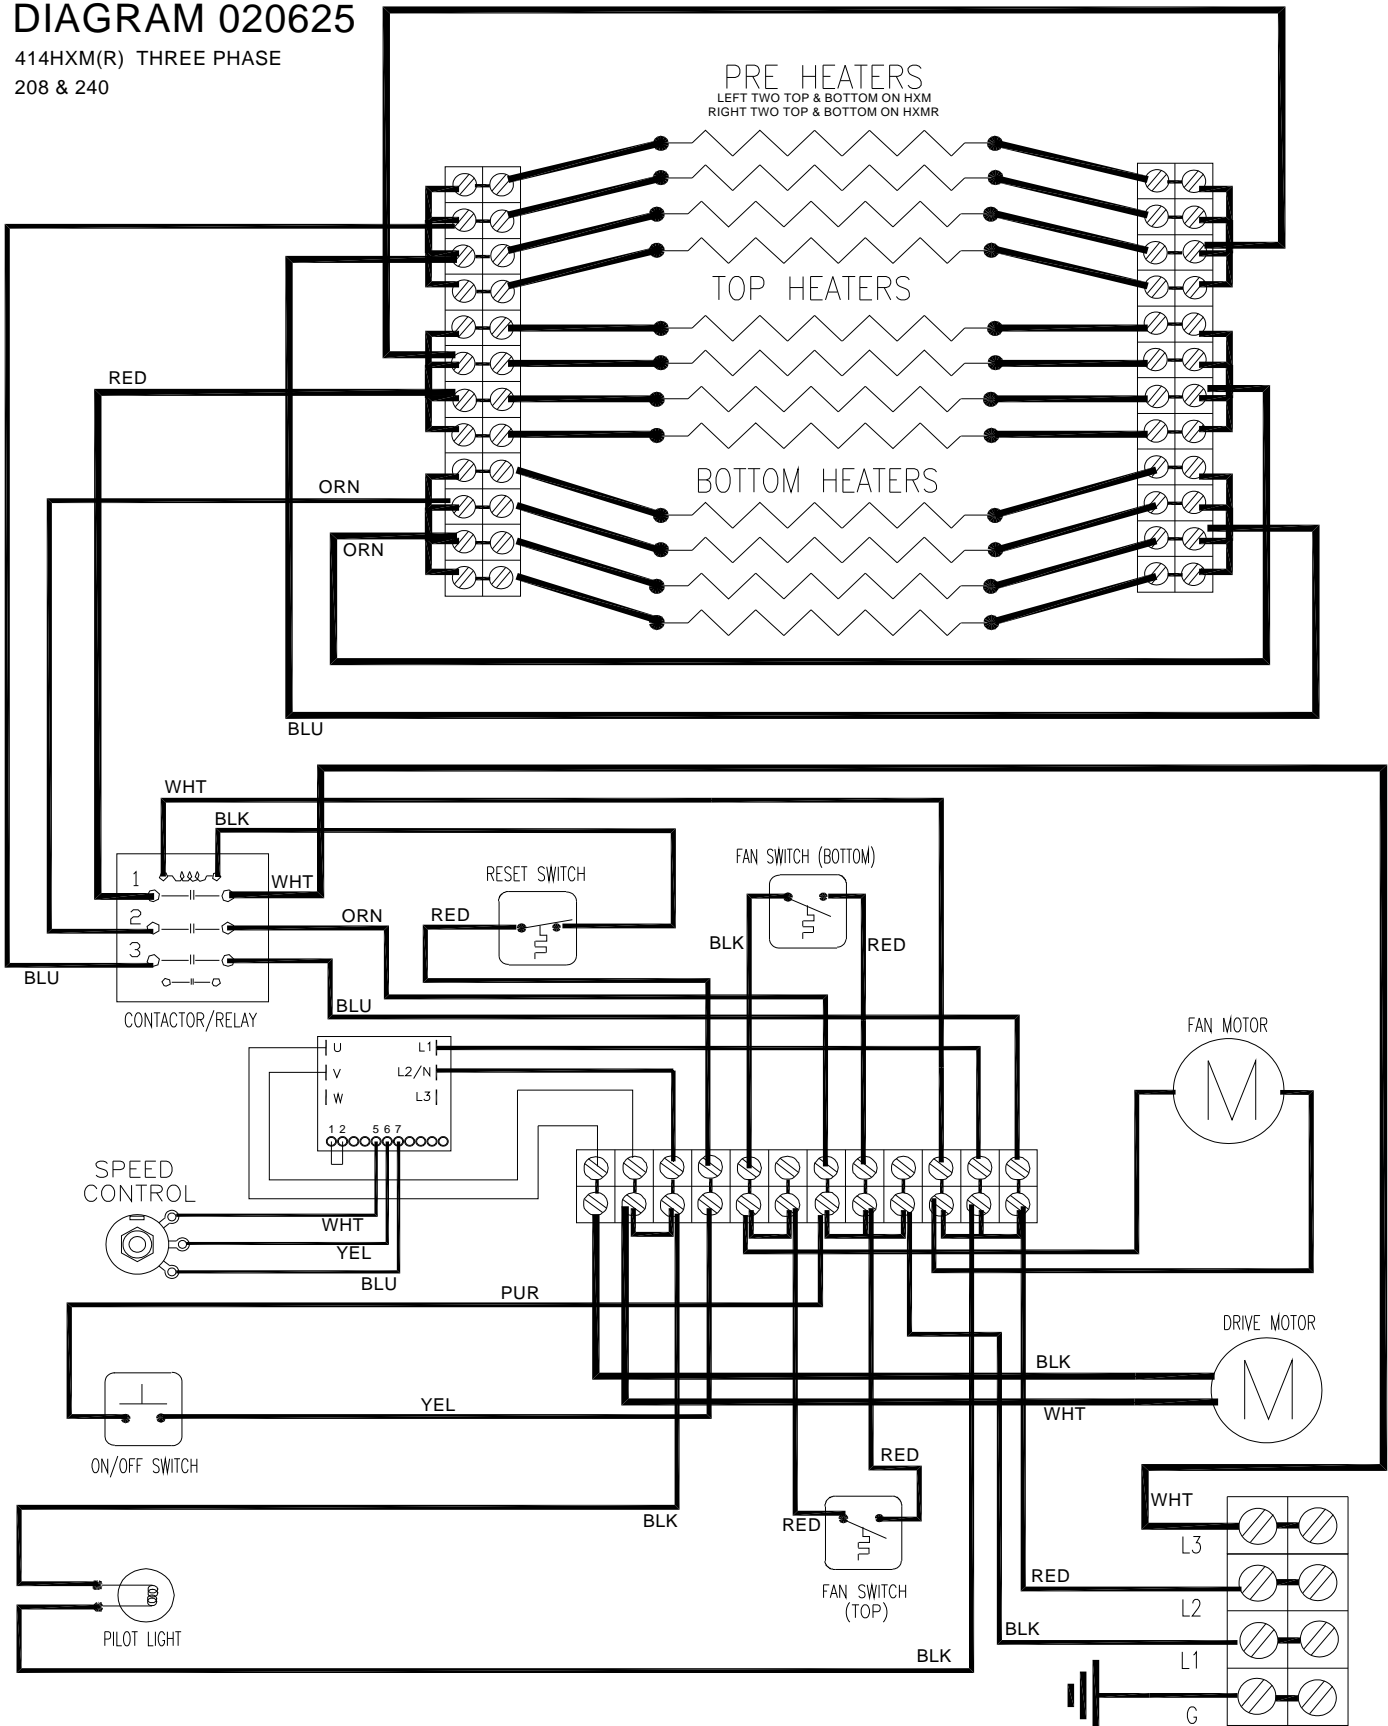 DIAGRAM 020625
414HXM(R) THREE PHASE
208 & 240
PRE HEATERS
LEFT TWO TOP & BOTTOM ON HXM
RIGHT TWO TOP & BOTTOM ON HXMR
TOP HEATERS
RED
BOTTOM HEATERS
ORN
ORN
BLU
WHT
BLK
FAN SWITCH (BOTTOM)
RESET SWITCH
1
WHT
2
ORN
RED
BLK
RED
3
BLU
BLU
CONTACTOR/RELAY
FAN MOTOR
U
L1
V
L2/N
W
L3
1 2 5 6 7
SPEED
CONTROL
WHT
YEL
BLU
PUR
DRIVE MOTOR
BLK
YEL
WHT
RED
ON/OFF SWITCH
WHT
BLK
RED
L3
RED
FAN SWITCH
(TOP)
L2
BLK
PILOT LIGHT
BLK
L1
G
M
M